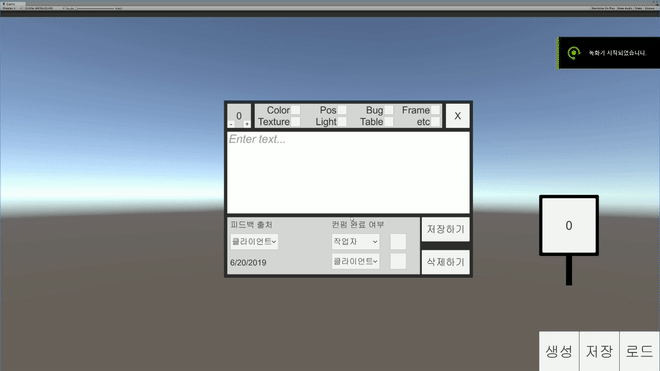 녹화가 시작되었습니다.
0
- +
Color Pos Bug Frame
Texture Light Table etc
X
Enter text...
피드백 출처
컨펌 완료 여부
클라이언트
작업자
6/20/2019
클라이언트
저장하기
삭제하기
0
생성 저장 로드